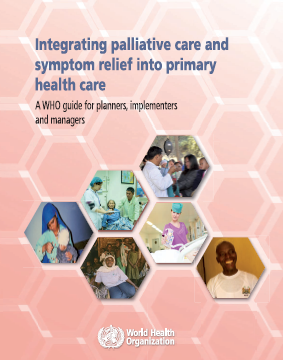 Integrating palliative care and
symptom relief into primary
health care
A WHO guide for planners, implementers
and managers
World Health
Organization